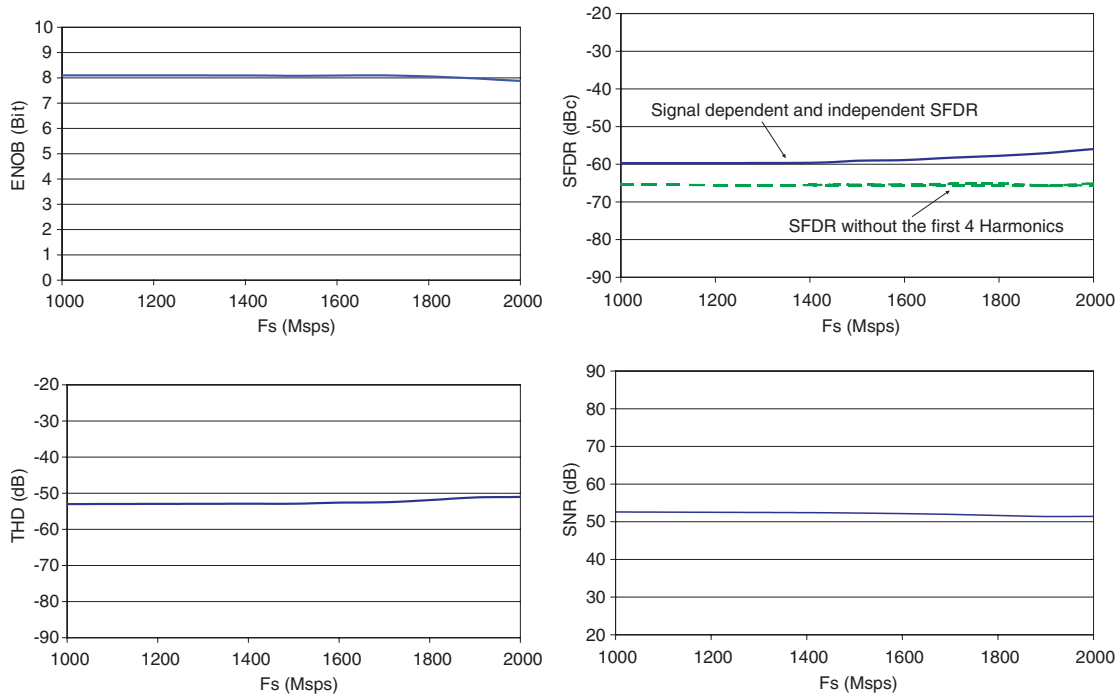 ENOB (Bit)
10
9
8
7
6
5
4
3
2
1
0
1000 1200 1400 1600 1800 2000
Fs (Msps)
SFDR (dBc)
-20
-30
-40
-50
-60
-70
-80
-90
Signal dependent and independent SFDR
SFDR without the first 4 Harmonics
1000 1200 1400 1600 1800 2000
Fs (Msps)
THD (dB)
-20
-30
-40
-50
-60
-70
-80
-90
1000 1200 1400 1600 1800 2000
Fs (Msps)
SNR (dB)
90
80
70
60
50
40
30
20
1000 1200 1400 1600 1800 2000
Fs (Msps)